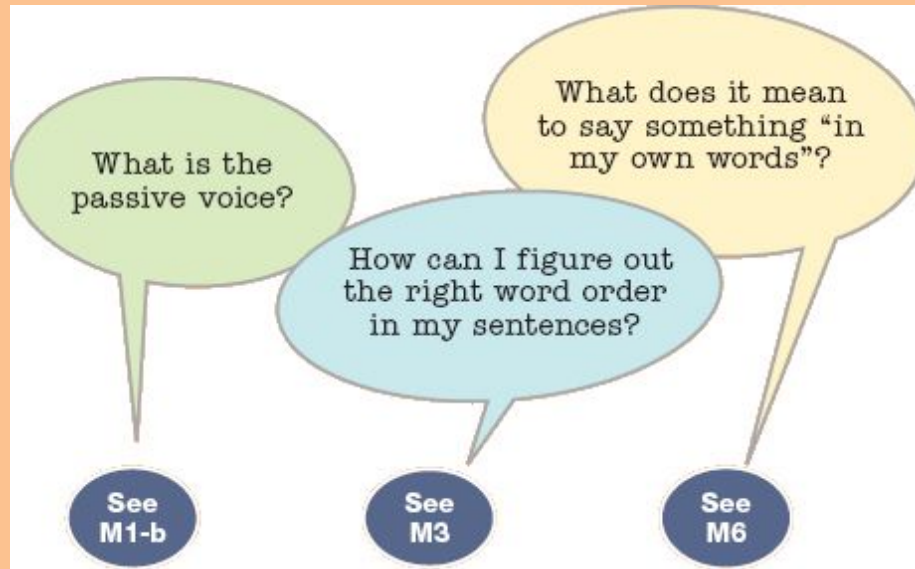 What is the
passive voice?
How can I figure out
the right word order
in my sentences?
What does it mean
to say something “in
my own words”?
See
M1-b
See
M3
See
M6